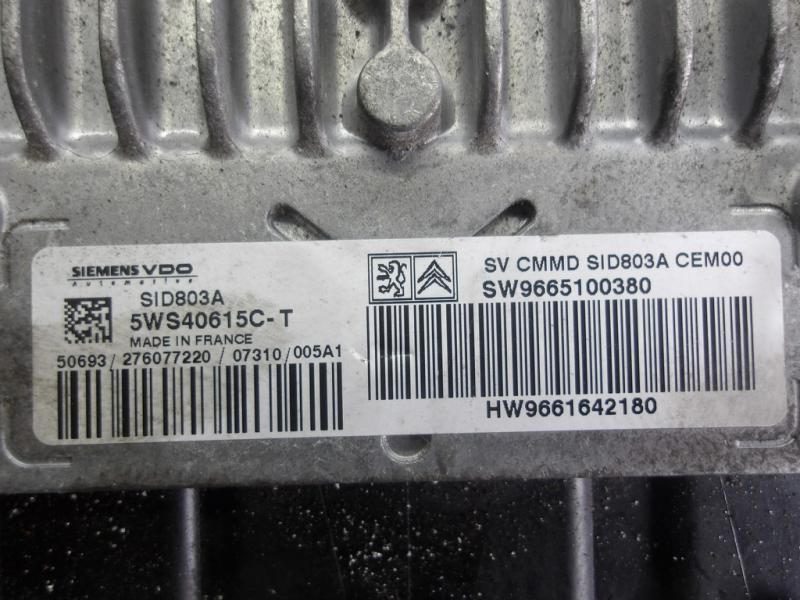 SIEMENS VDO
Automotive
SID803A
5WS40615C-T
MADE IN FRANCE
50693/276077220/07310/005A1
SV CMMD SID803A CEM00
SW9665100380
HW9661642180